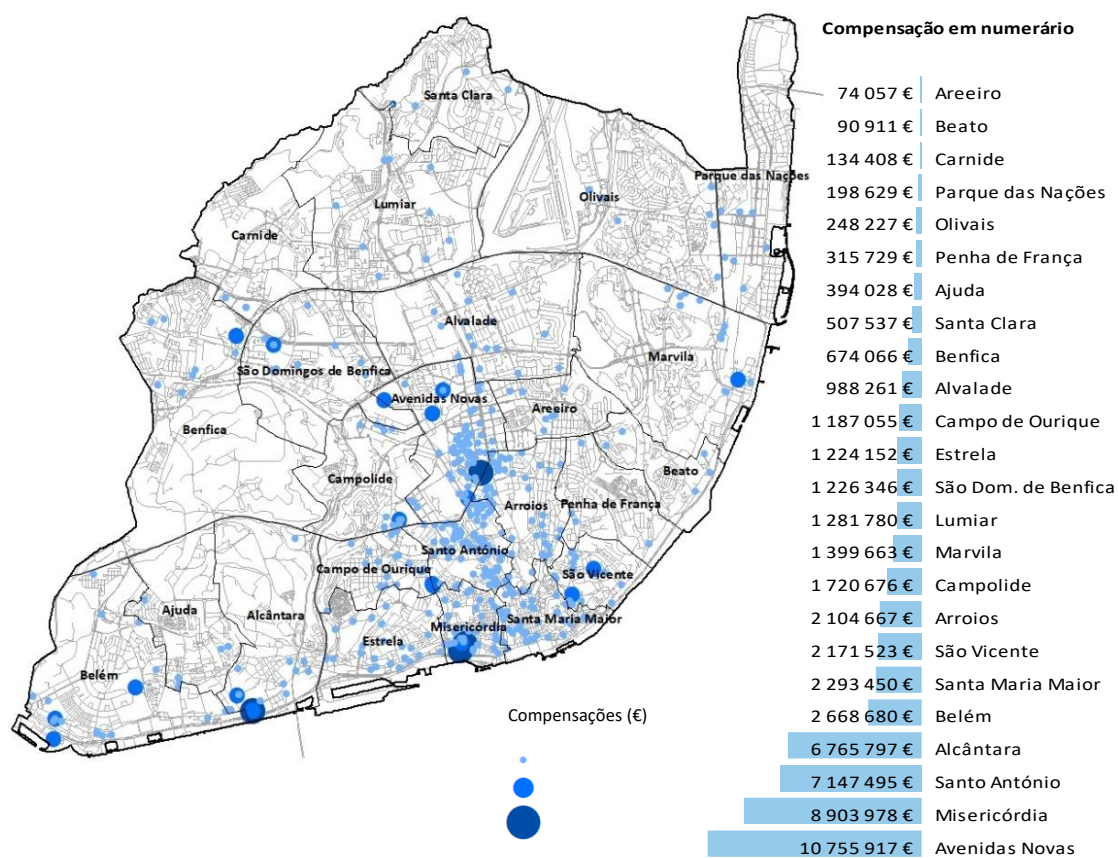 Compensação em numerário
74 057 € Areeiro
90 911 € Beato
134 408 € Carnide
198 629 € Parque das Nações
248 227 € Olivais
315 729 € Penha de França
394 028 € Ajuda
507 537 € Santa Clara
674 066 € Benfica
988 261 € Alvalade
1 187 055 € Campo de Ourique
1 224 152 € Estrela
1 226 346 € São Dom. de Benfica
1 281 780 € Lumiar
1 399 663 € Marvila
1 720 676 € Campolide
2 104 667 € Arroios
2 171 523 € São Vicente
2 293 450 € Santa Maria Maior
2 668 680 € Belém
6 765 797 € Alcântara
7 147 495 € Santo António
8 903 978 € Misericórdia
10 755 917 € Avenidas Novas
Santa Clara
Parque das Nações
Olivais
Lumiar
Carnide
Alvalade
Marvila
São Domingos de Benfica
Avenidas Novas
Areeiro
Benfica
Beato
Campolide
Arroios
Penha de França
Santo António
Campo de Ourique
São Vicente
Ajuda
Alcântara
Santa Maria Maior
Misericórdia
Estrela
Belém
Compensações (€)